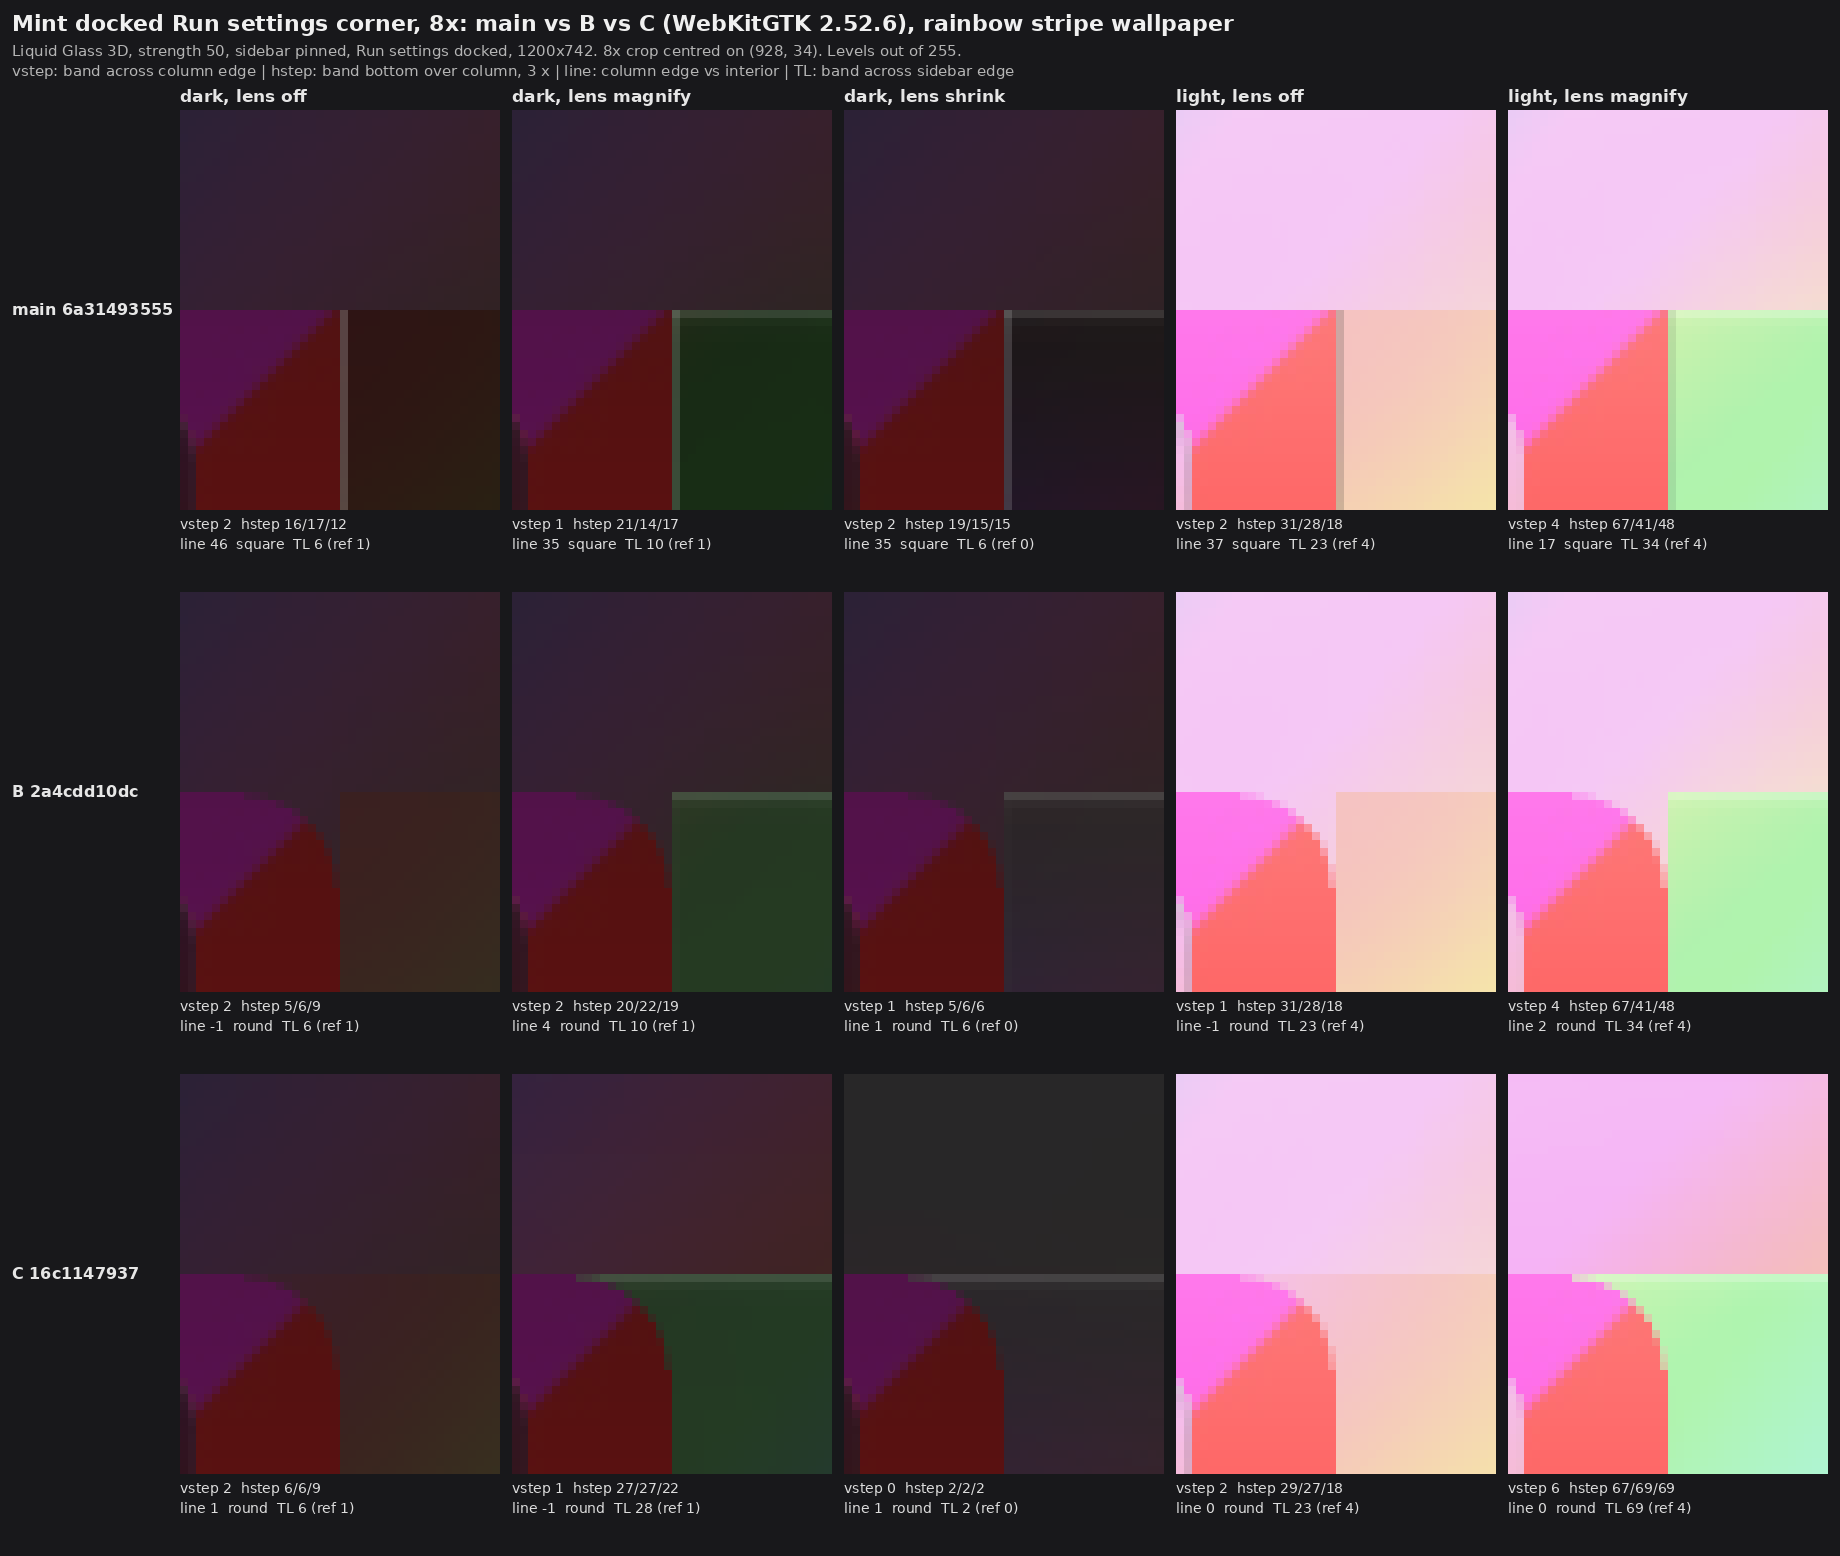 Mint docked Run settings corner, 8x: main vs B vs C (WebKitGTK 2.52.6), rainbow stripe wallpaper
Liquid Glass 3D, strength 50, sidebar pinned, Run settings docked, 1200x742. 8x crop centred on (928, 34). Levels out of 255.
vstep: band across column edge | hstep: band bottom over column, 3 x | line: column edge vs interior | TL: band across sidebar edge
dark, lens off
dark, lens magnify
dark, lens shrink
light, lens off
light, lens magnify
main 6a31493555
vstep 2 hstep 16/17/12
line 46 square TL 6 (ref 1)
vstep 1 hstep 21/14/17
line 35 square TL 10 (ref 1)
vstep 2 hstep 19/15/15
line 35 square TL 6 (ref 0)
vstep 2 hstep 31/28/18
line 37 square TL 23 (ref 4)
vstep 4 hstep 67/41/48
line 17 square TL 34 (ref 4)
B 2a4cdd10dc
vstep 2 hstep 5/6/9
line -1 round TL 6 (ref 1)
vstep 2 hstep 20/22/19
line 4 round TL 10 (ref 1)
vstep 1 hstep 5/6/6
line 1 round TL 6 (ref 0)
vstep 1 hstep 31/28/18
line -1 round TL 23 (ref 4)
vstep 4 hstep 67/41/48
line 2 round TL 34 (ref 4)
C 16c1147937
vstep 2 hstep 6/6/9
line 1 round TL 6 (ref 1)
vstep 1 hstep 27/27/22
line -1 round TL 28 (ref 1)
vstep 0 hstep 2/2/2
line 1 round TL 2 (ref 0)
vstep 2 hstep 29/27/18
line 0 round TL 23 (ref 4)
vstep 6 hstep 67/69/69
line 0 round TL 69 (ref 4)